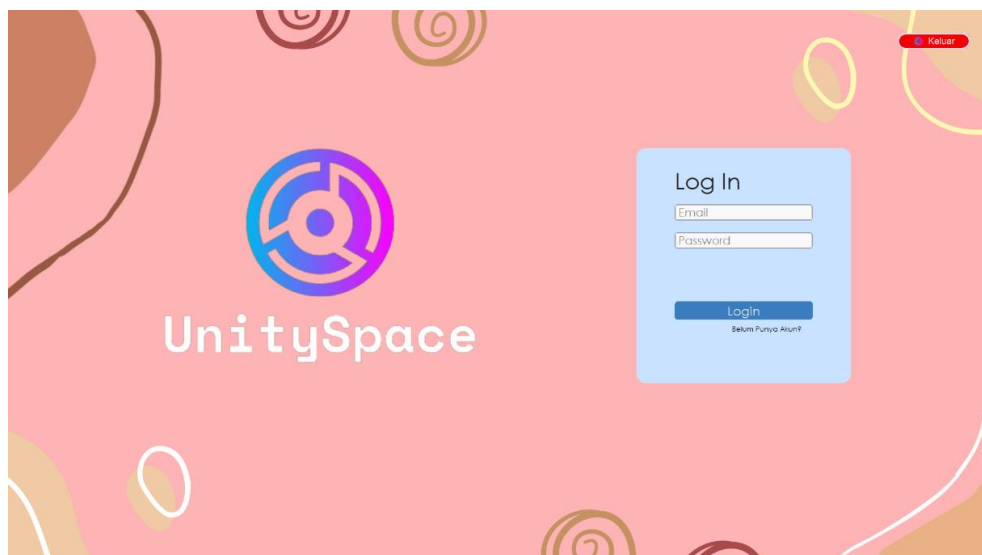 Keluar
Log In
Email
Password
Login
Belum Punya Akun?
UnitySpace